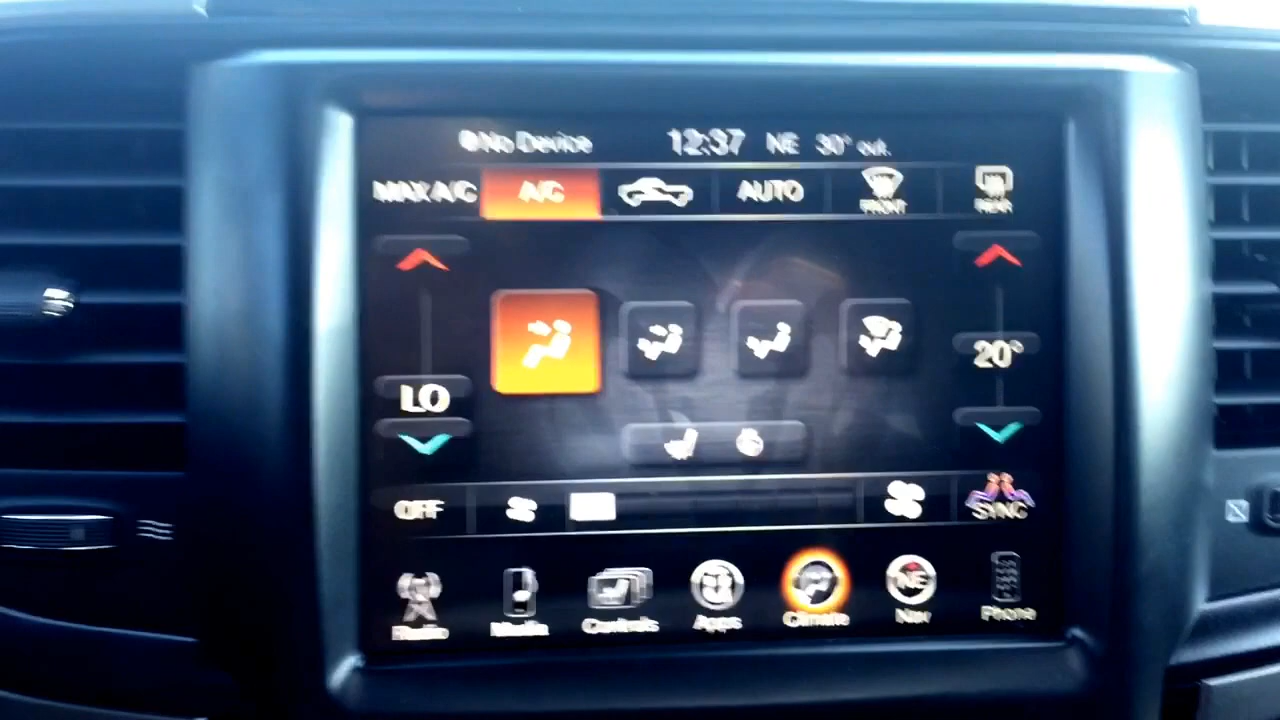 No Device 12:37 NE 30° out.
MAX A/C A/C AUTO FRONT REAR
LO 20°
OFF SYNC
NE
Radio Media Controls Apps Climate Nav Phone